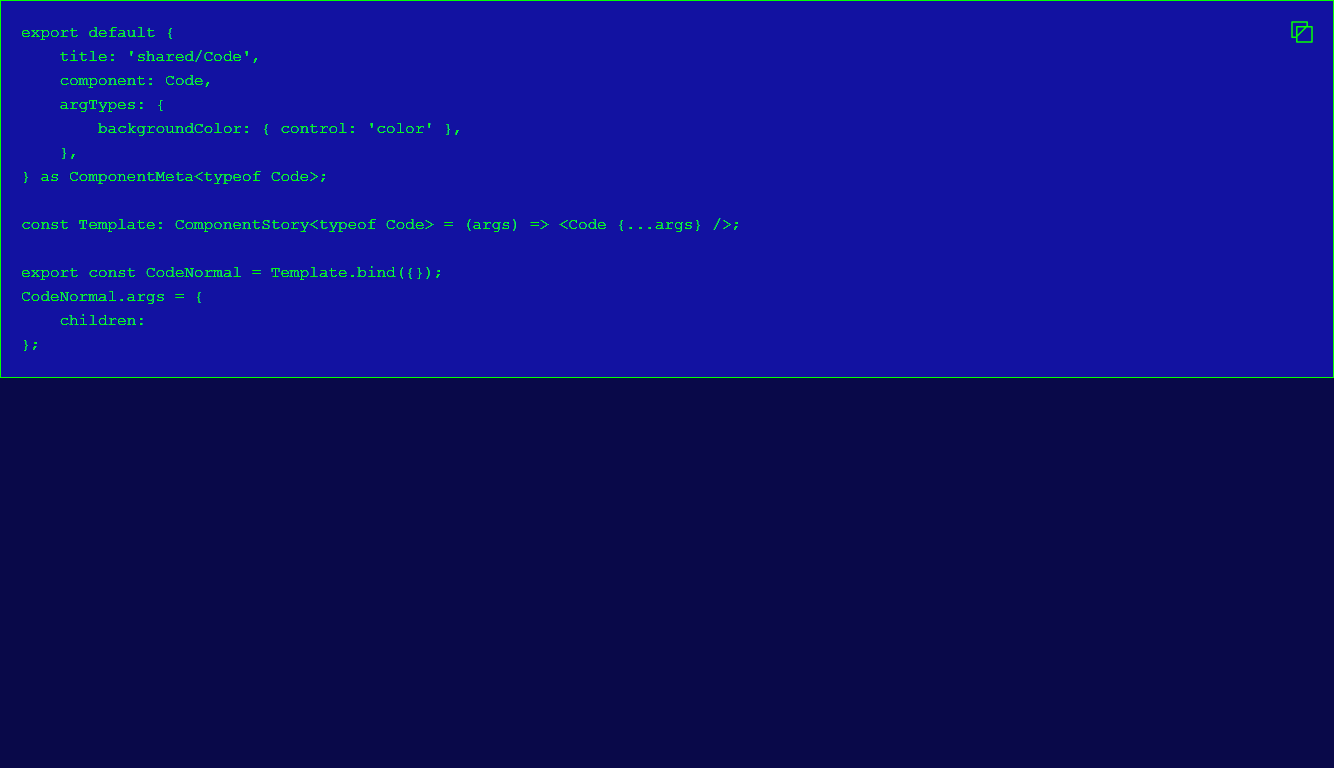 export default {
    title: 'shared/Code',
    component: Code,
    argTypes: {
        backgroundColor: { control: 'color' },
    },
} as ComponentMeta<typeof Code>;

const Template: ComponentStory<typeof Code> = (args) => <Code {...args} />;

export const CodeNormal = Template.bind({});
CodeNormal.args = {
    children:
};